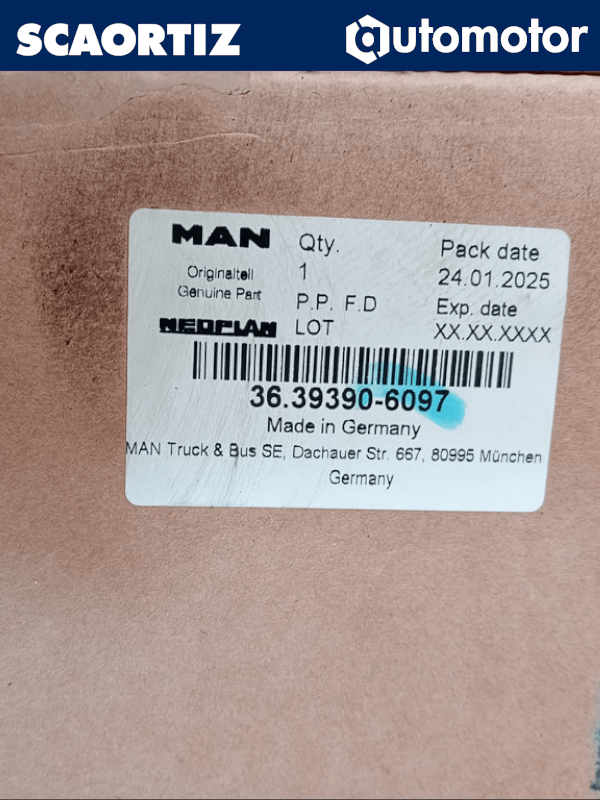 SCAORTIZ
automotor
MAN
Originalteil
Genuine Part
NEOPLAN
Qty.
1
P.P. F.D
LOT
Pack date
24.01.2025
Exp. date
XX.XX.XXXX
36.39390-6097
Made in Germany
MAN Truck & Bus SE, Dachauer Str. 667, 80995 München
Germany